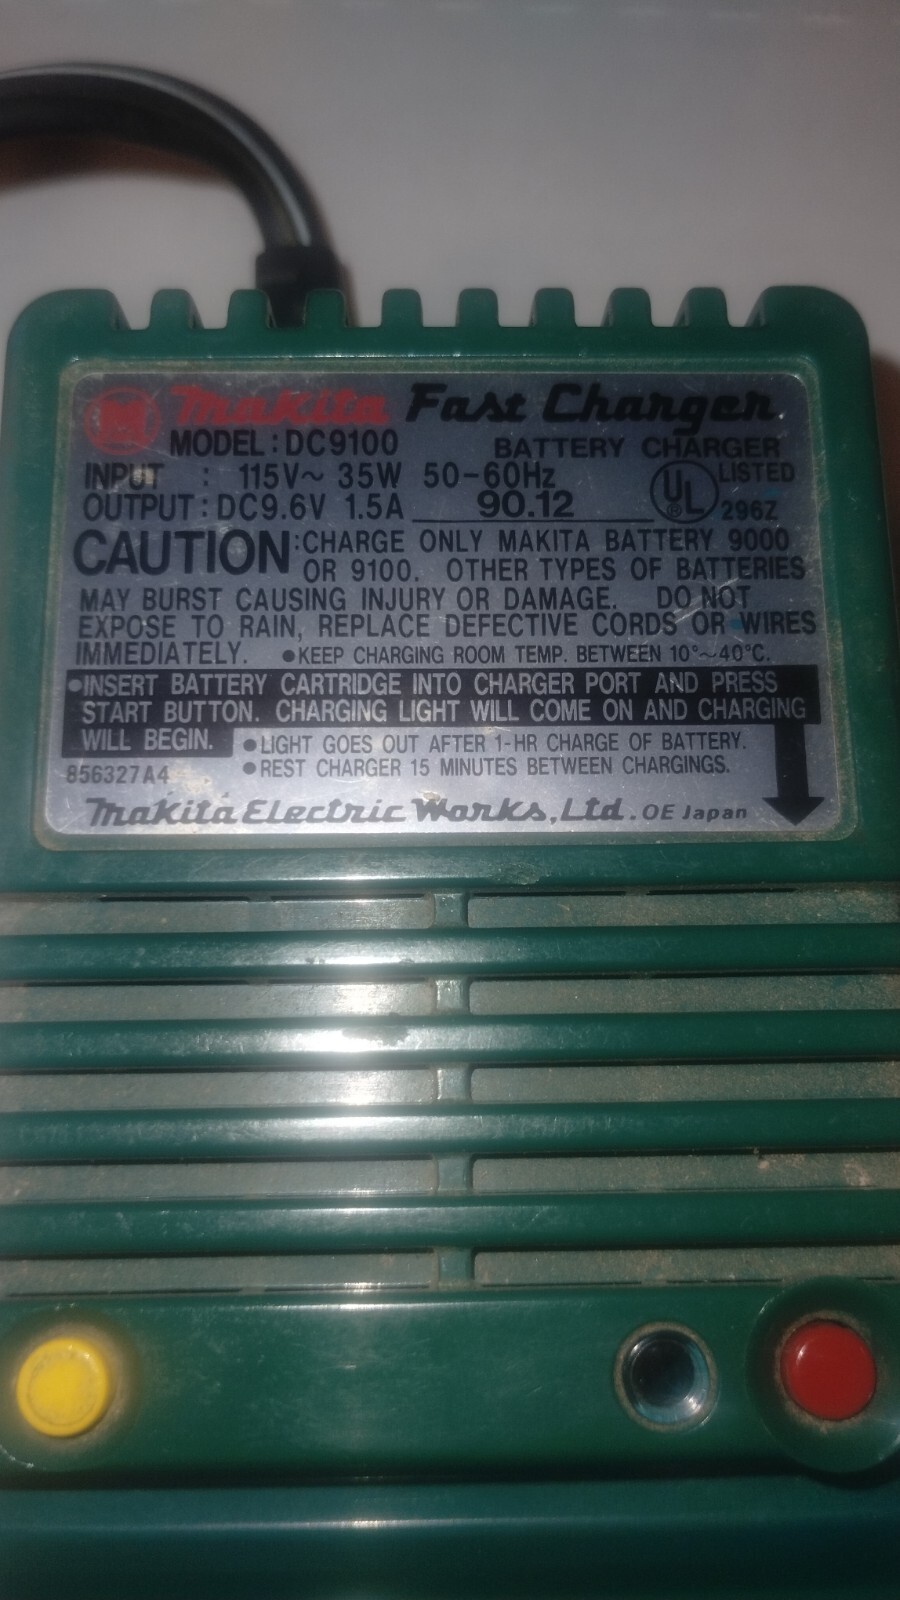 M Makita Fast Charger
MODEL : DC9100 BATTERY CHARGER
INPUT : 115V~ 35W 50-60Hz UL LISTED
OUTPUT : DC9.6V 1.5A 90.12 ® 296Z
CAUTION : CHARGE ONLY MAKITA BATTERY 9000
OR 9100. OTHER TYPES OF BATTERIES
MAY BURST CAUSING INJURY OR DAMAGE. DO NOT
EXPOSE TO RAIN, REPLACE DEFECTIVE CORDS OR WIRES
IMMEDIATELY. ●KEEP CHARGING ROOM TEMP. BETWEEN 10°~40°C.
●INSERT BATTERY CARTRIDGE INTO CHARGER PORT AND PRESS
START BUTTON. CHARGING LIGHT WILL COME ON AND CHARGING
WILL BEGIN. ●LIGHT GOES OUT AFTER 1-HR CHARGE OF BATTERY.
856327A4 ●REST CHARGER 15 MINUTES BETWEEN CHARGINGS.
Makita Electric Works, Ltd. OE Japan